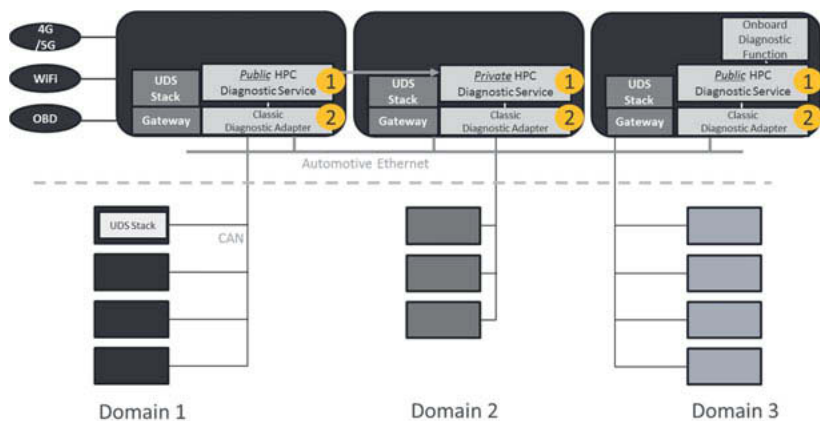 4G
/5G
WiFi
OBD
UDS
Stack
Gateway
Public HPC
Diagnostic Service
1
Classic
Diagnostic Adapter
2
UDS
Stack
Gateway
Private HPC
Diagnostic Service
1
Classic
Diagnostic Adapter
2
Onboard
Diagnostic
Function
UDS
Stack
Gateway
Public HPC
Diagnostic Service
1
Classic
Diagnostic Adapter
2
Automotive Ethernet
UDS Stack
CAN
Domain 1
Domain 2
Domain 3